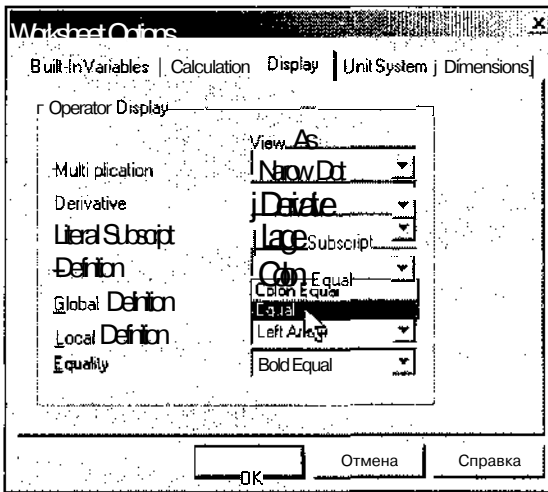 Worksheet Options
Built-In Variables | Calculation Display | Unit System Dimensions
Operator Display
View As
Multiplication Narrow Dot
Derivative Derivative
Literal Subscript Large Subscript
Definition Colon Equal
Colon Equal
Global Definition Equal
Local Definition Left Arrow
Equality Bold Equal
OK Отмена Справка